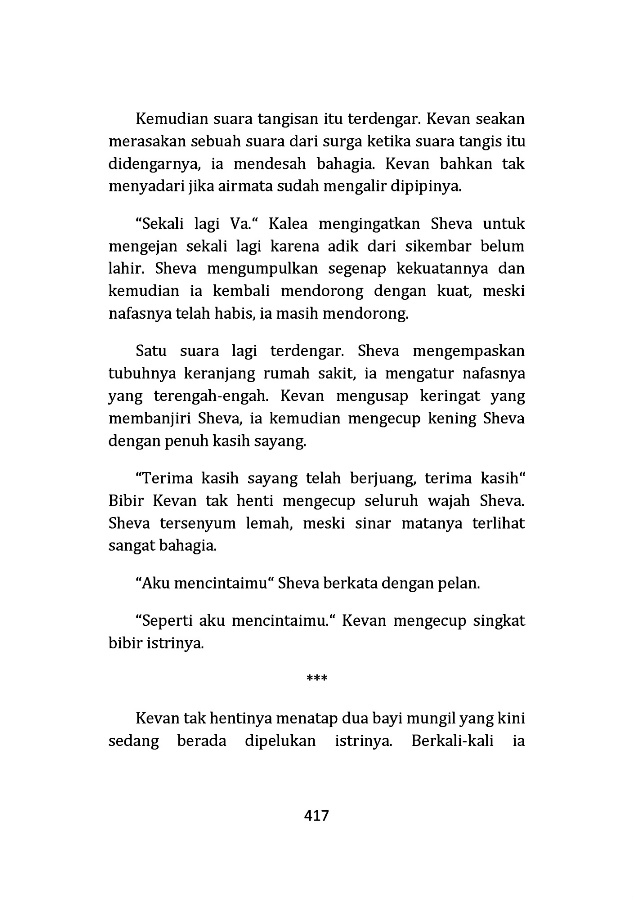 Kemudian suara tangisan itu terdengar. Kevan seakan
merasakan sebuah suara dari surga ketika suara tangis itu
didengarnya, ia mendesah bahagia. Kevan bahkan tak
menyadari jika airmata sudah mengalir dipipinya.
“Sekali lagi Va.“ Kalea mengingatkan Sheva untuk
mengejan sekali lagi karena adik dari sikembar belum
lahir. Sheva mengumpulkan segenap kekuatannya dan
kemudian ia kembali mendorong dengan kuat, meski
nafasnya telah habis, ia masih mendorong.
Satu suara lagi terdengar. Sheva mengempaskan
tubuhnya keranjang rumah sakit, ia mengatur nafasnya
yang terengah-engah. Kevan mengusap keringat yang
membanjiri Sheva, ia kemudian mengecup kening Sheva
dengan penuh kasih sayang.
“Terima kasih sayang telah berjuang, terima kasih“
Bibir Kevan tak henti mengecup seluruh wajah Sheva.
Sheva tersenyum lemah, meski sinar matanya terlihat
sangat bahagia.
“Aku mencintaimu“ Sheva berkata dengan pelan.
“Seperti aku mencintaimu.“ Kevan mengecup singkat
bibir istrinya.
***
Kevan tak hentinya menatap dua bayi mungil yang kini
sedang berada dipelukan istrinya. Berkali-kali ia
417